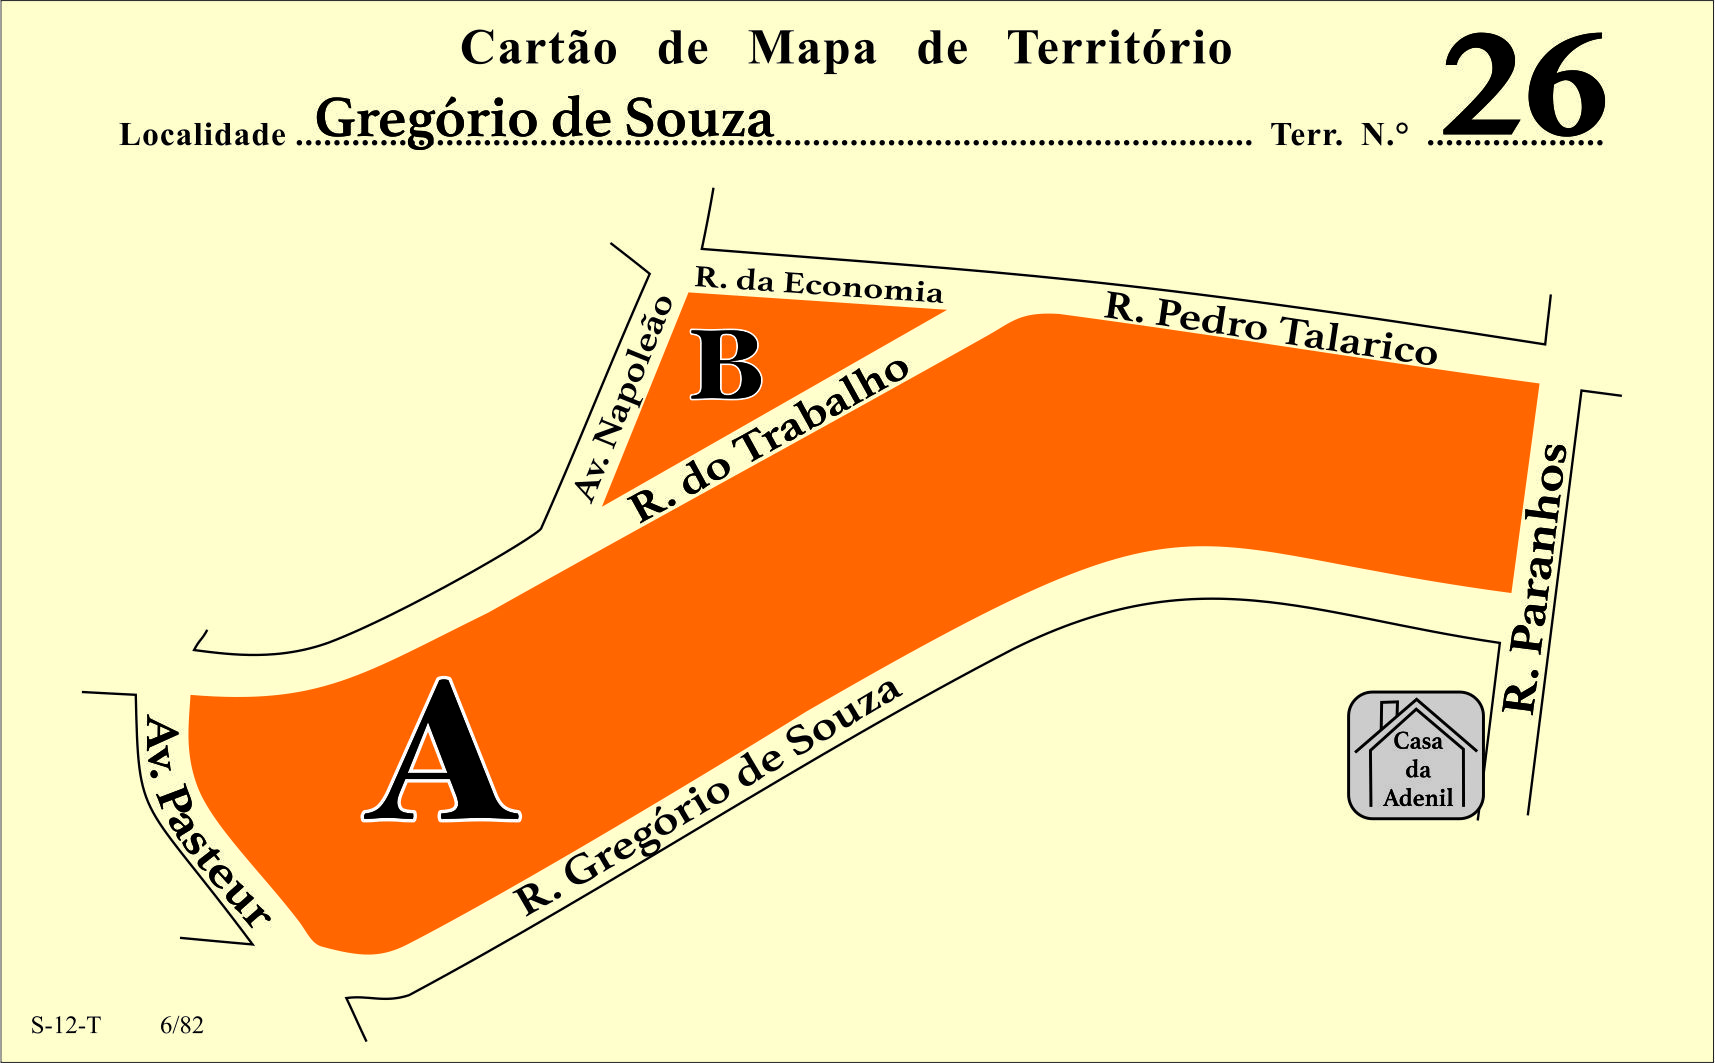 Cartão de Mapa de Território
Localidade Gregório de Souza Terr. N.° 26
R. da Economia
R. Pedro Talarico
Av. Napoleão
B
R. do Trabalho
R. Paranhos
A
Av. Pasteur
R. Gregório de Souza
Casa
da
Adenil
S-12-T 6/82